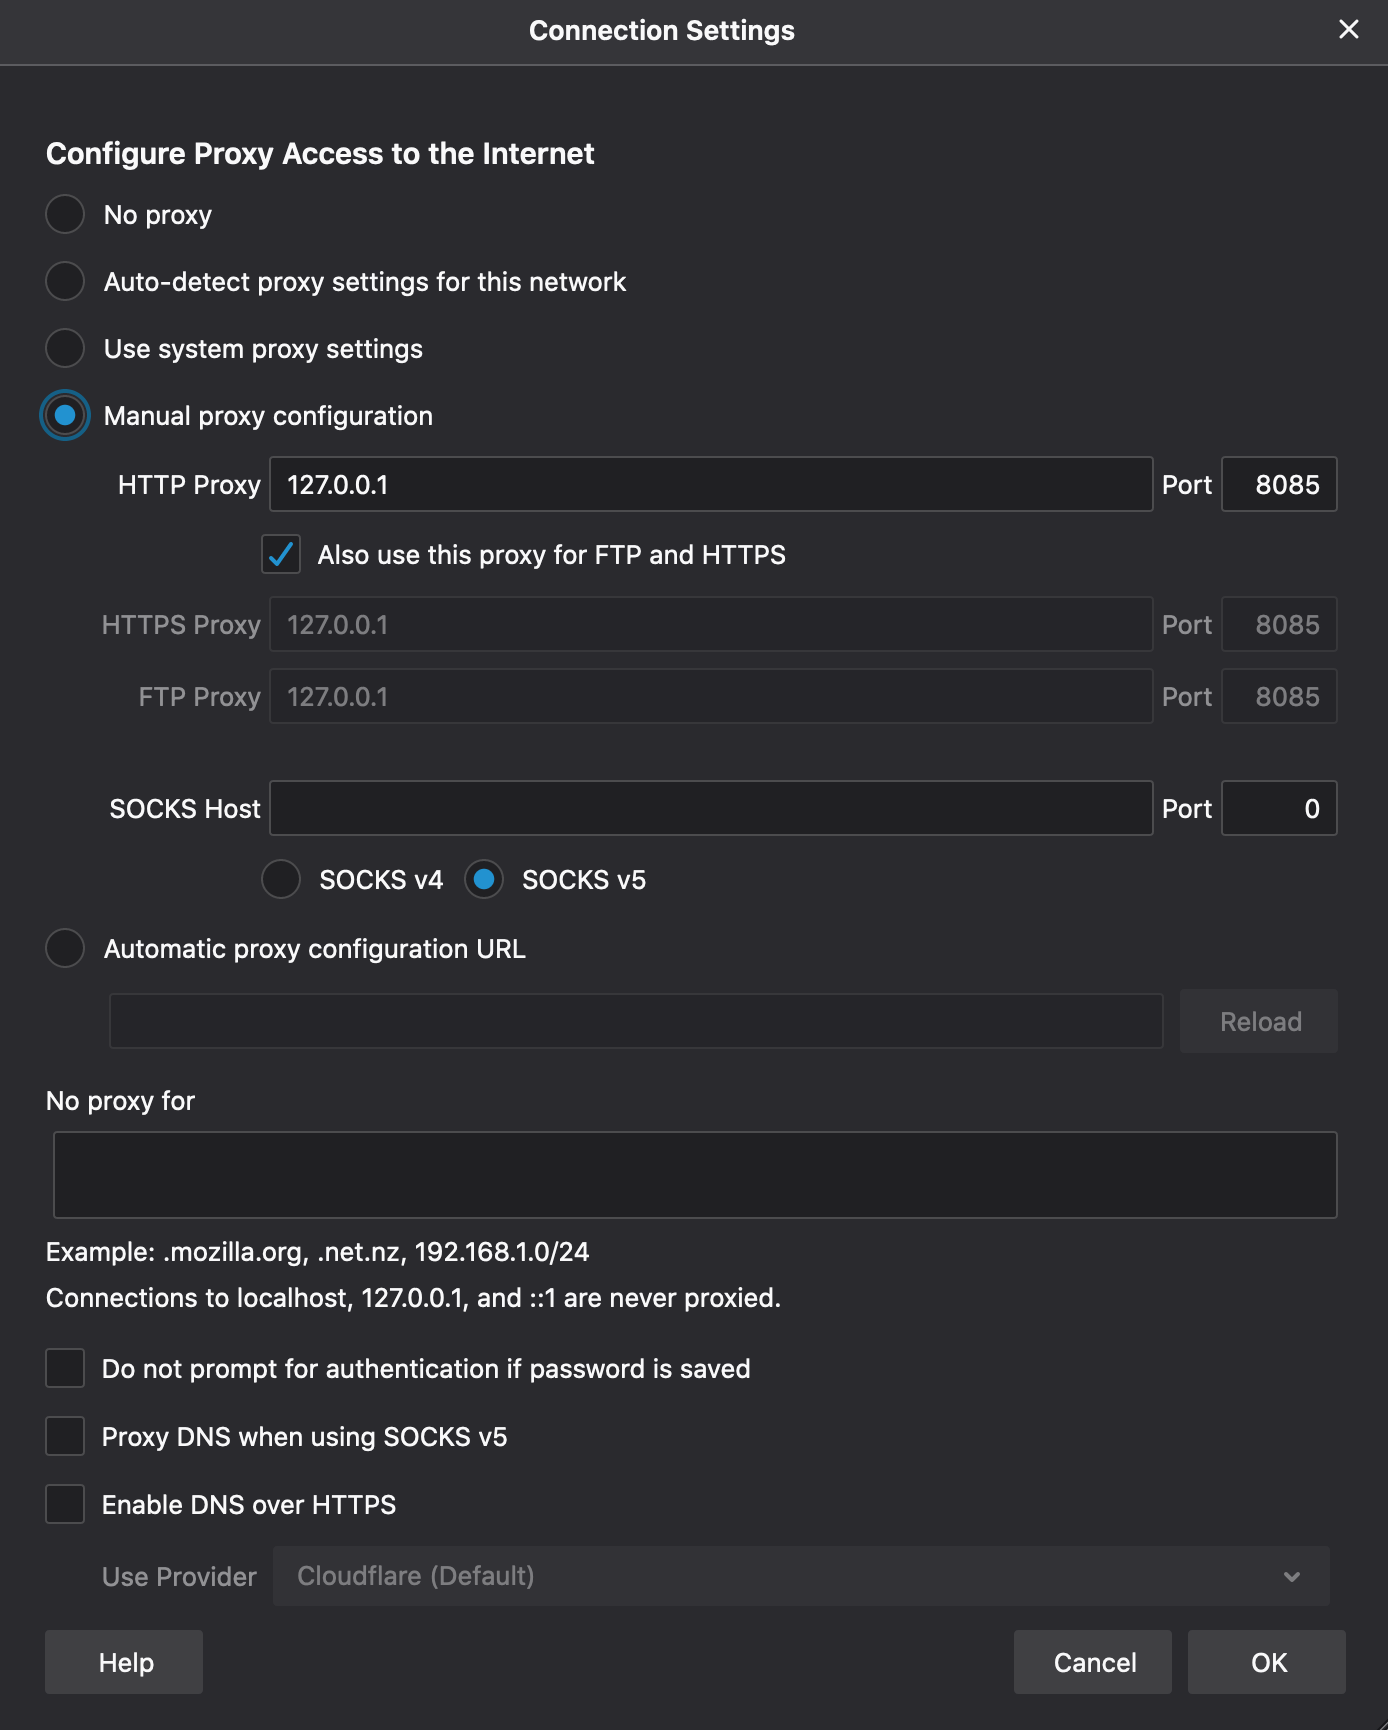 Connection Settings
Configure Proxy Access to the Internet
No proxy
Auto-detect proxy settings for this network
Use system proxy settings
Manual proxy configuration
HTTP Proxy 127.0.0.1 Port 8085
Also use this proxy for FTP and HTTPS
HTTPS Proxy 127.0.0.1 Port 8085
FTP Proxy 127.0.0.1 Port 8085
SOCKS Host Port 0
SOCKS v4 SOCKS v5
Automatic proxy configuration URL
Reload
No proxy for
Example: .mozilla.org, .net.nz, 192.168.1.0/24
Connections to localhost, 127.0.0.1, and ::1 are never proxied.
Do not prompt for authentication if password is saved
Proxy DNS when using SOCKS v5
Enable DNS over HTTPS
Use Provider Cloudflare (Default)
Help Cancel OK